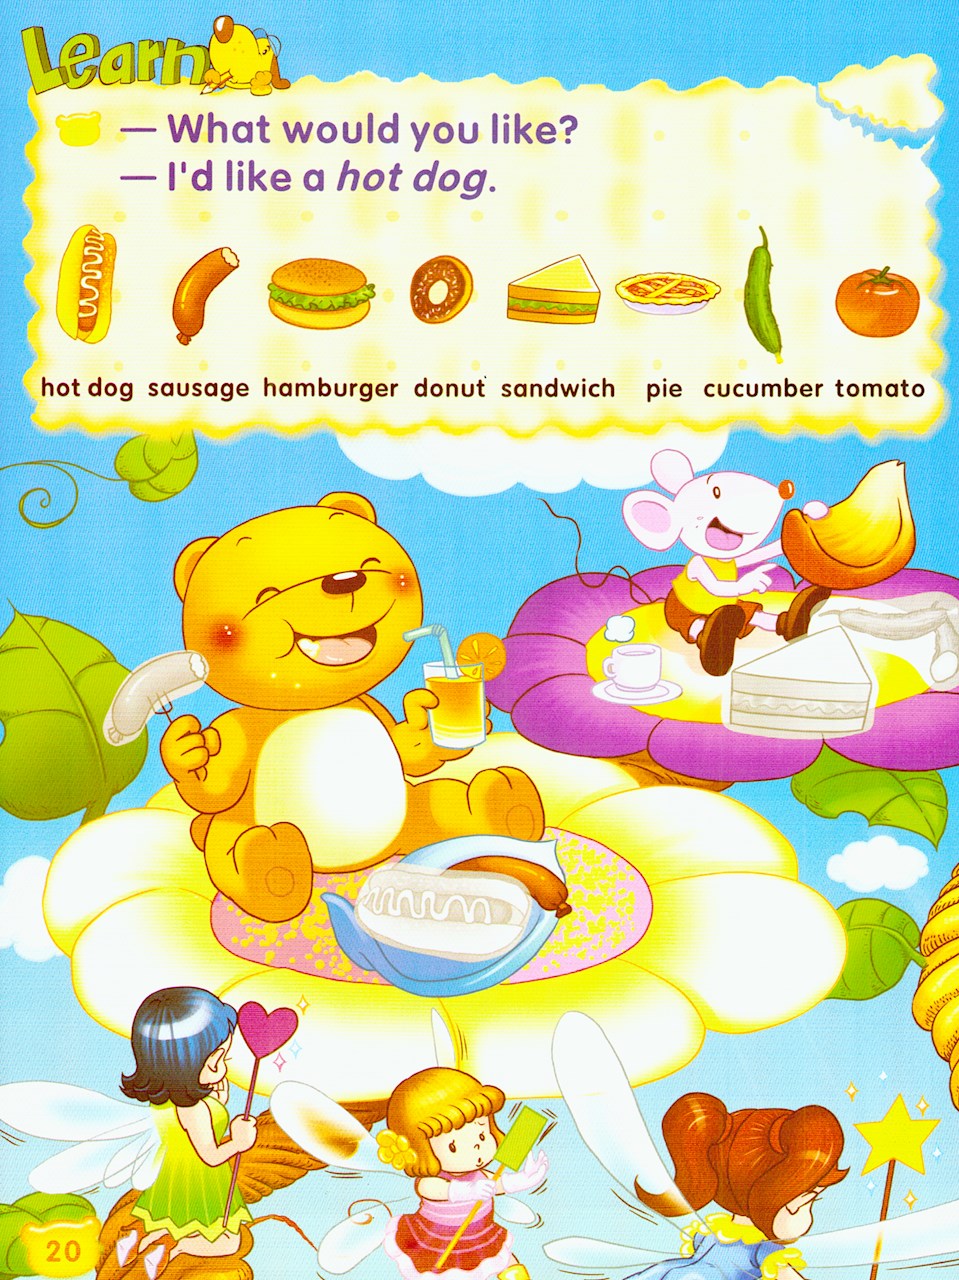 Learn
— What would you like?
— I'd like a hot dog.
hot dog sausage hamburger donut sandwich pie cucumber tomato
20